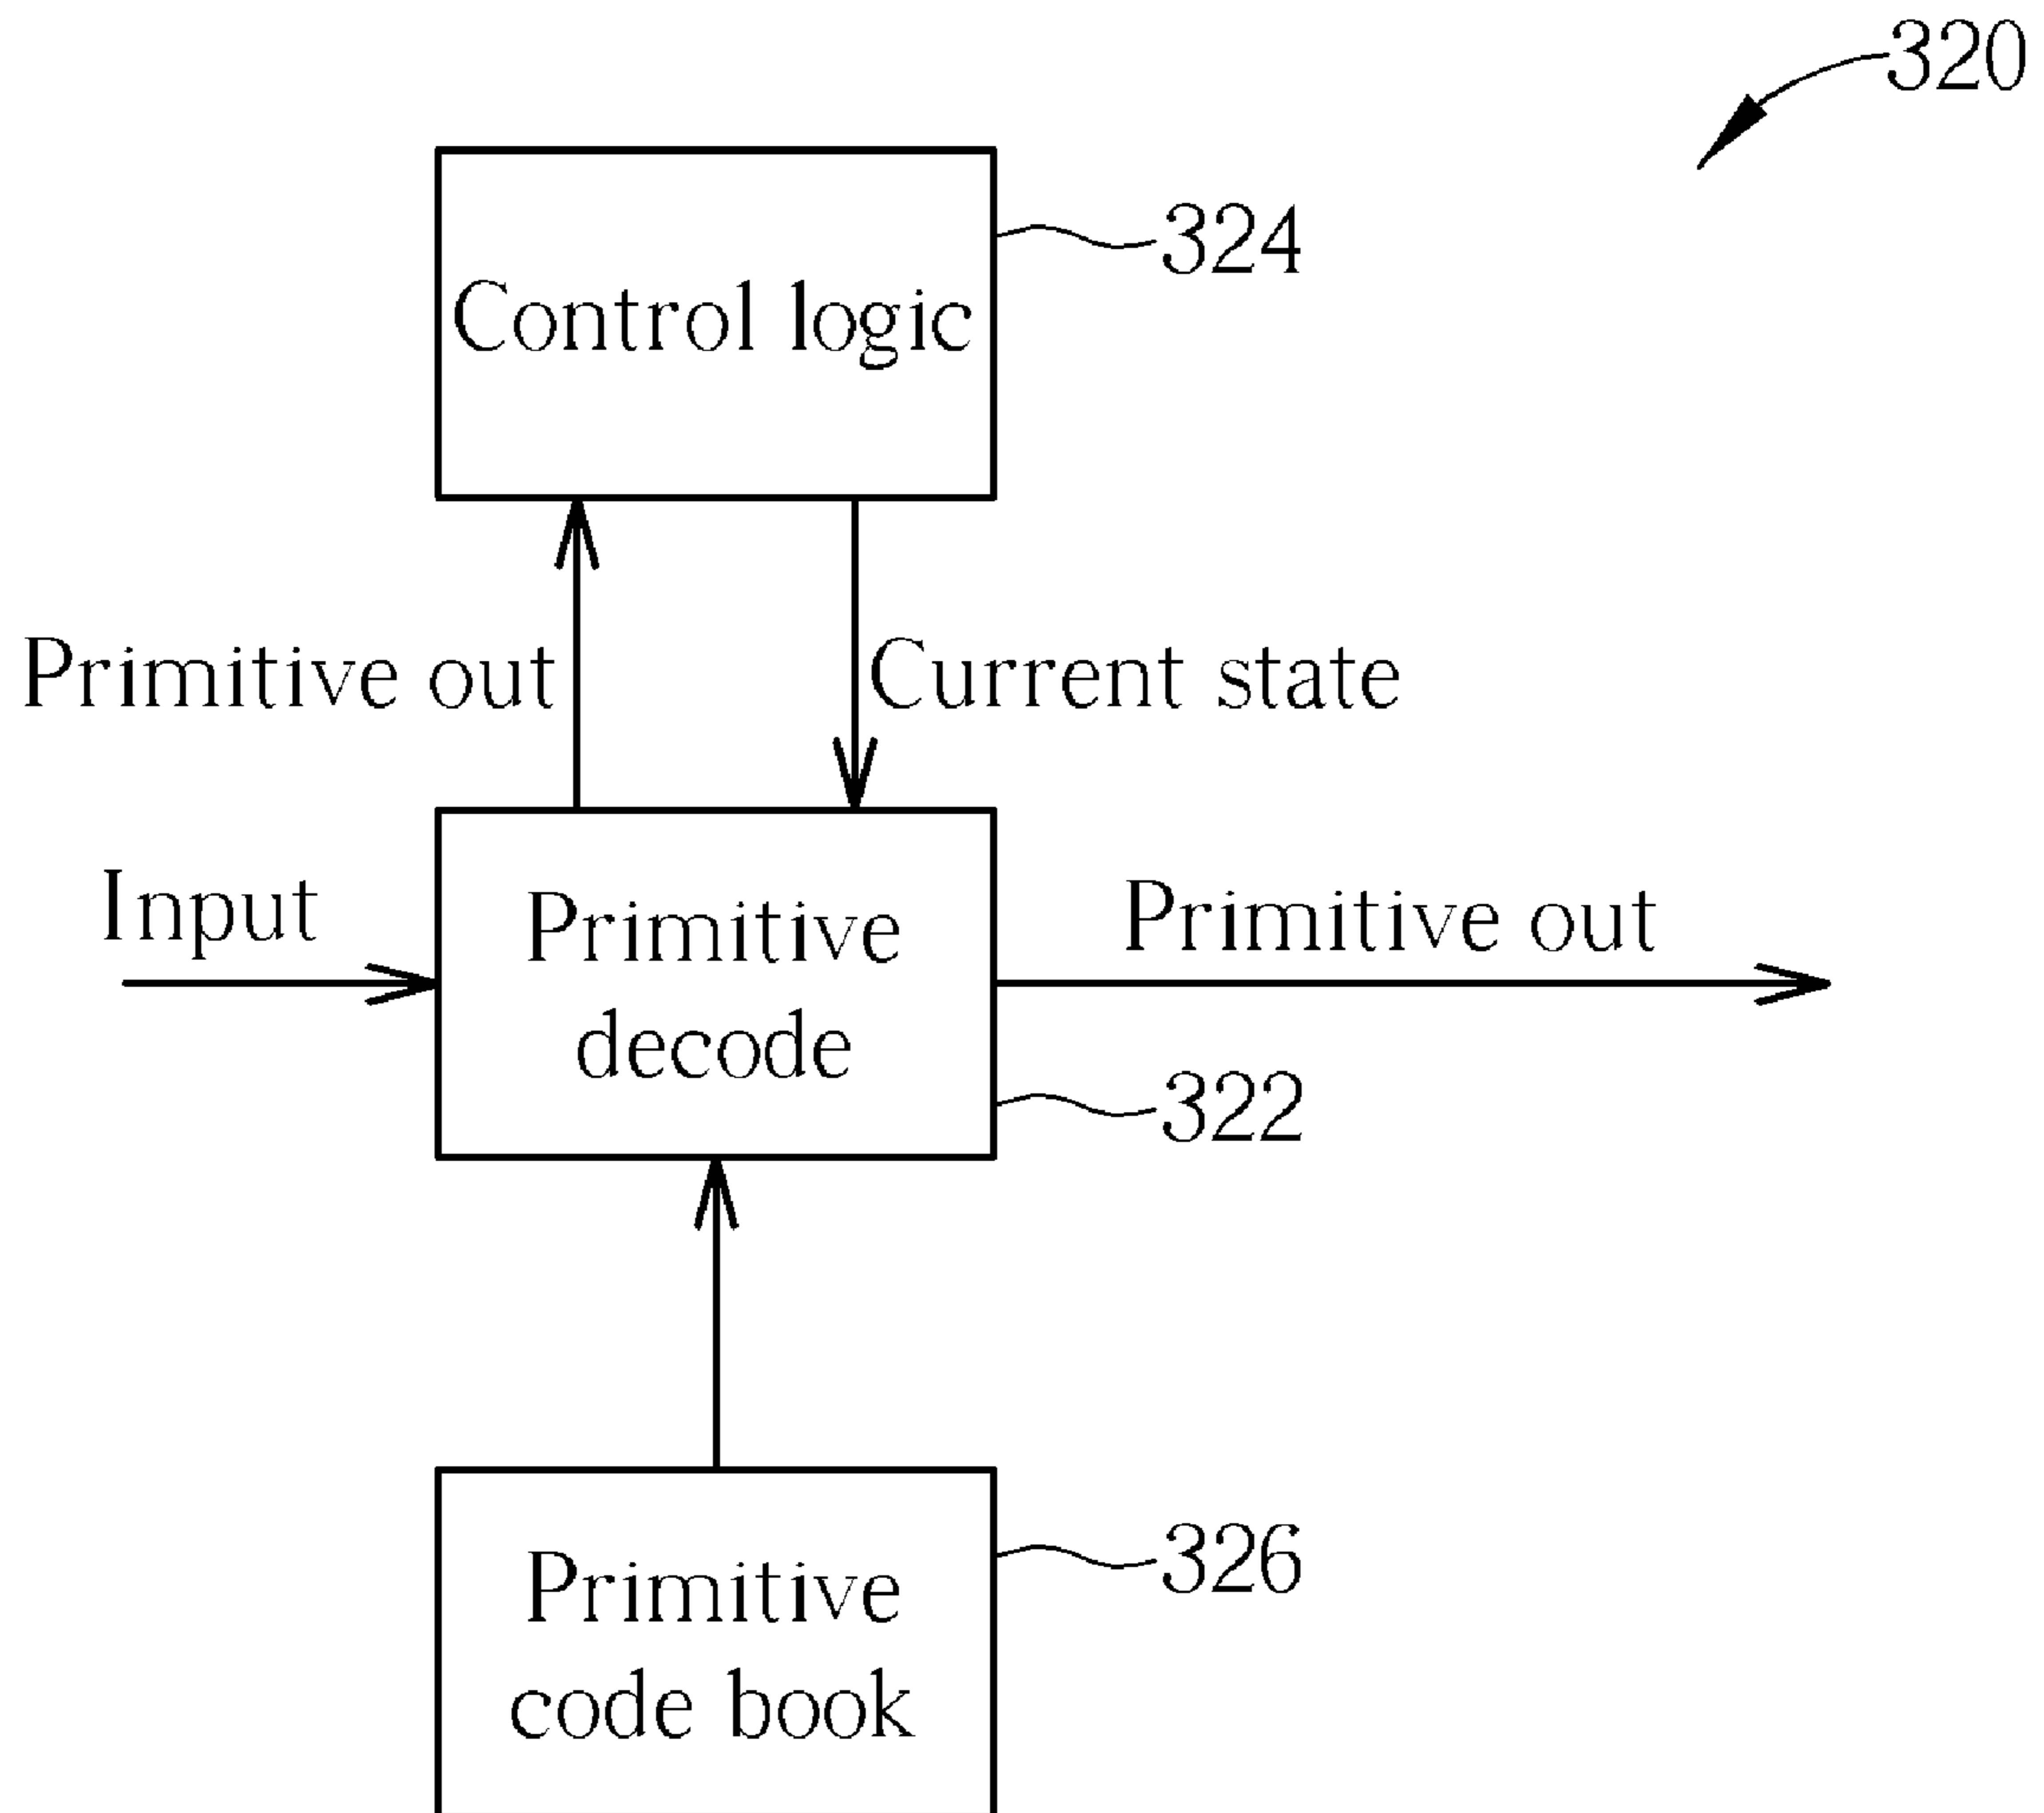 320
324
Control logic
Primitive out
Current state
Input
Primitive
decode
Primitive out
322
326
Primitive
code book